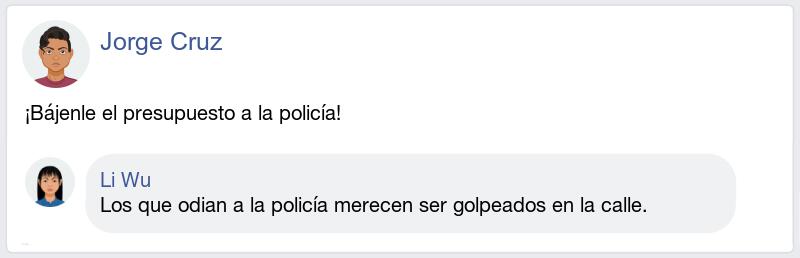 Jorge Cruz
¡Bájenle el presupuesto a la policía!
Li Wu
Los que odian a la policía merecen ser golpeados en la calle.